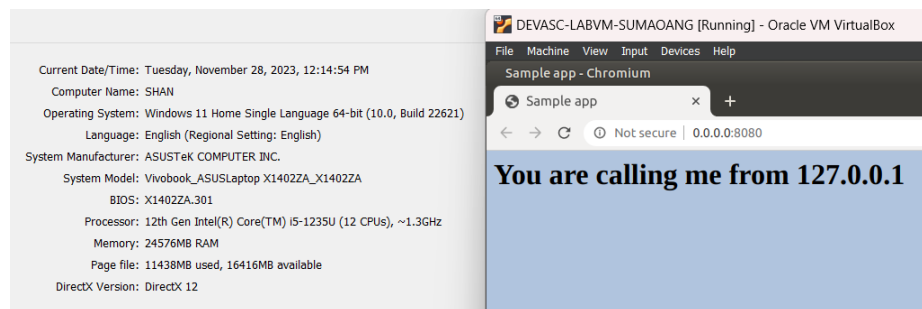 Current Date/Time: Tuesday, November 28, 2023, 12:14:54 PM
Computer Name: SHAN
Operating System: Windows 11 Home Single Language 64-bit (10.0, Build 22621)
Language: English (Regional Setting: English)
System Manufacturer: ASUSTeK COMPUTER INC.
System Model: Vivobook_ASUSLaptop X1402ZA_X1402ZA
BIOS: X1402ZA.301
Processor: 12th Gen Intel(R) Core(TM) i5-1235U (12 CPUs), ~1.3GHz
Memory: 24576MB RAM
Page file: 11438MB used, 16416MB available
DirectX Version: DirectX 12
DEVASC-LABVM-SUMAOANG [Running] - Oracle VM VirtualBox
File Machine View Input Devices Help
Sample app - Chromium
Sample app
Not secure | 0.0.0.0:8080
You are calling me from 127.0.0.1